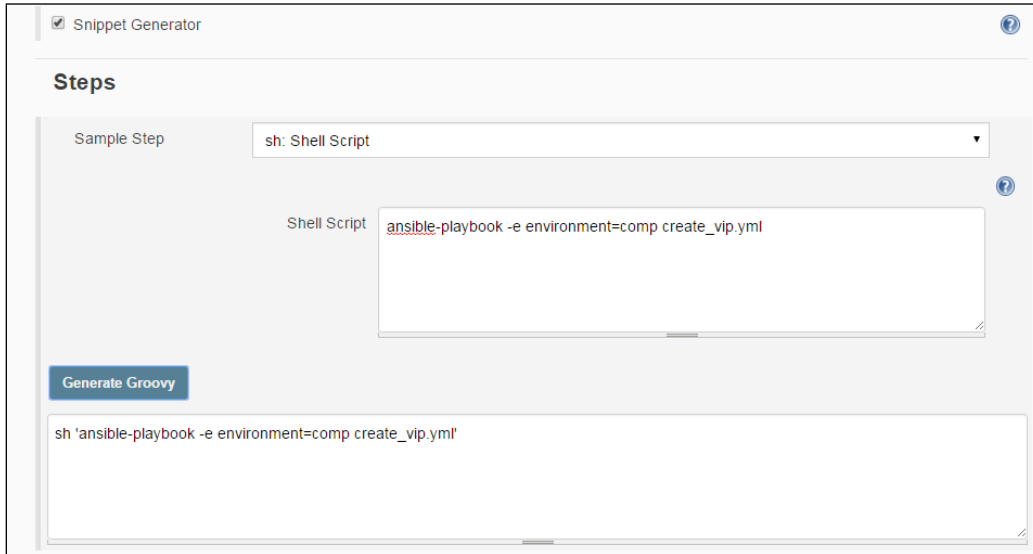 Snippet Generator
Steps
Sample Step
sh: Shell Script
Shell Script
ansible-playbook -e environment=comp create_vip.yml
Generate Groovy
sh 'ansible-playbook -e environment=comp create_vip.yml'